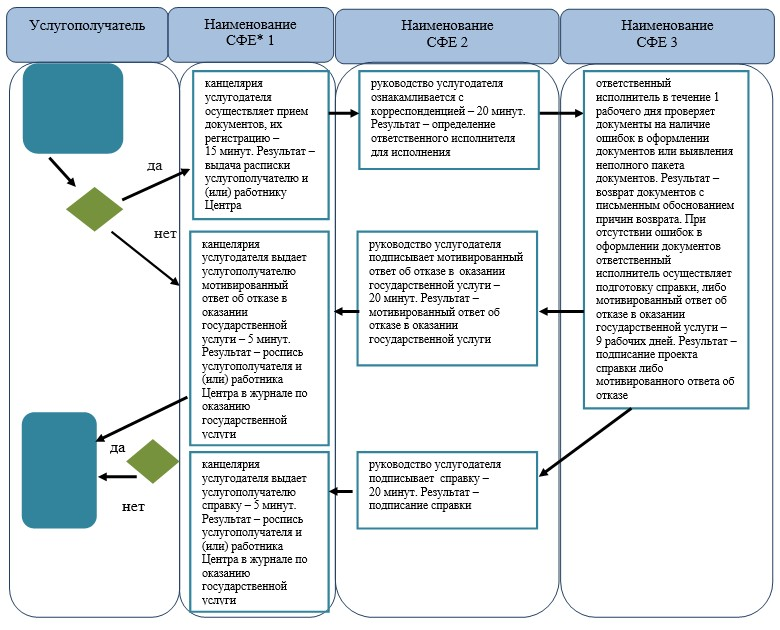 Услугополучатель
Наименование
СФЕ* 1
Наименование
СФЕ 2
Наименование
СФЕ 3
канцелярия
услугодателя
осуществляет прием
документов, их
регистрацию –
15 минут. Результат –
выдача расписки
услугополучателю и
(или) работнику
Центра
руководство услугодателя
ознакамливается с
корреспонденцией – 20 минут.
Результат – определение
ответственного исполнителя
для исполнения
ответственный
исполнитель в течение 1
рабочего дня проверяет
документы на наличие
ошибок в оформлении
документов или выявления
неполного пакета
документов. Результат –
возврат документов с
письменным обоснованием
причин возврата. При
отсутствии ошибок в
оформлении документов
ответственный
исполнитель осуществляет
подготовку справки, либо
мотивированный ответ об
отказе в оказании
государственной услуги –
9 рабочих дней. Результат –
подписание проекта
справки либо
мотивированного ответа об
отказе
да
нет
канцелярия
услугодателя выдает
услугополучателю
мотивированный
ответ об отказе в
оказании
государственной
услуги – 5 минут.
Результат – роспись
услугополучателя и
(или) работника
Центра в журнале по
оказанию
государственной
услуги
руководство услугодателя
подписывает мотивированный
ответ об отказе в оказании
государственной услуги –
20 минут. Результат –
мотивированный ответ об
отказе в оказании
государственной услуги
да
нет
канцелярия
услугодателя выдает
услугополучателю
справку – 5 минут.
Результат – роспись
услугополучателя и
(или) работника
Центра в журнале по
оказанию
государственной
услуги
руководство услугодателя
подписывает справку –
20 минут. Результат –
подписание справки